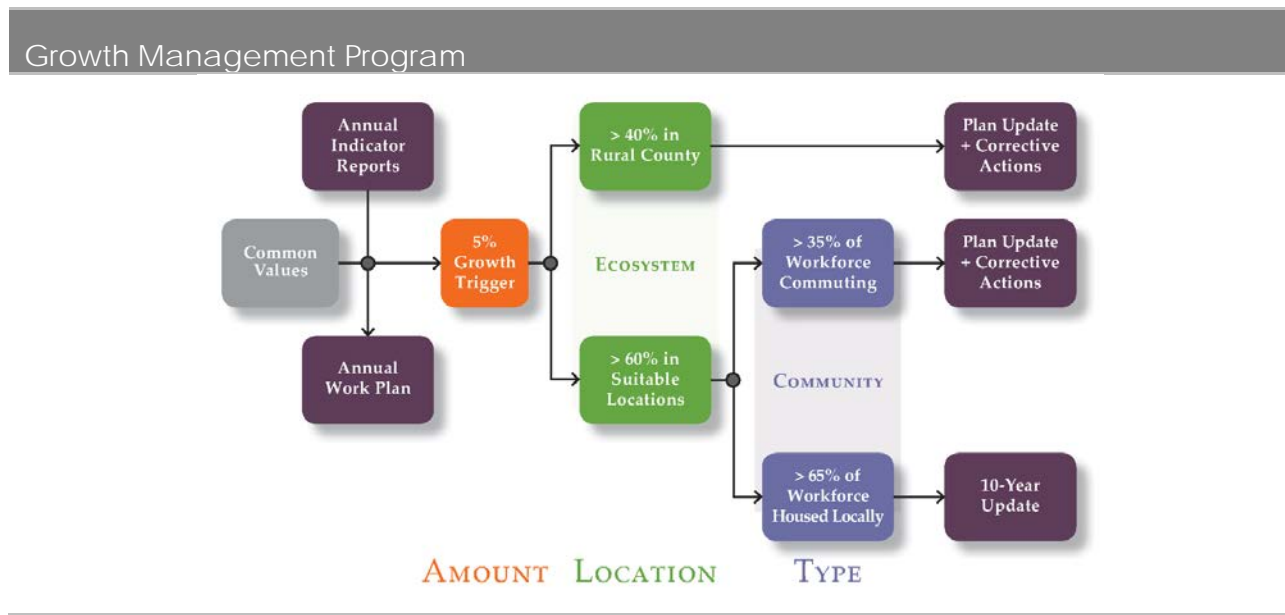 Growth Management Program
Annual
Indicator
Reports
> 40% in
Rural County
Plan Update
+ Corrective
Actions
Common
Values
5%
Growth
Trigger
ECOSYSTEM
> 35% of
Workforce
Commuting
Plan Update
+ Corrective
Actions
Annual
Work Plan
> 60% in
Suitable
Locations
COMMUNITY
> 65% of
Workforce
Housed Locally
10-Year
Update
AMOUNT LOCATION TYPE